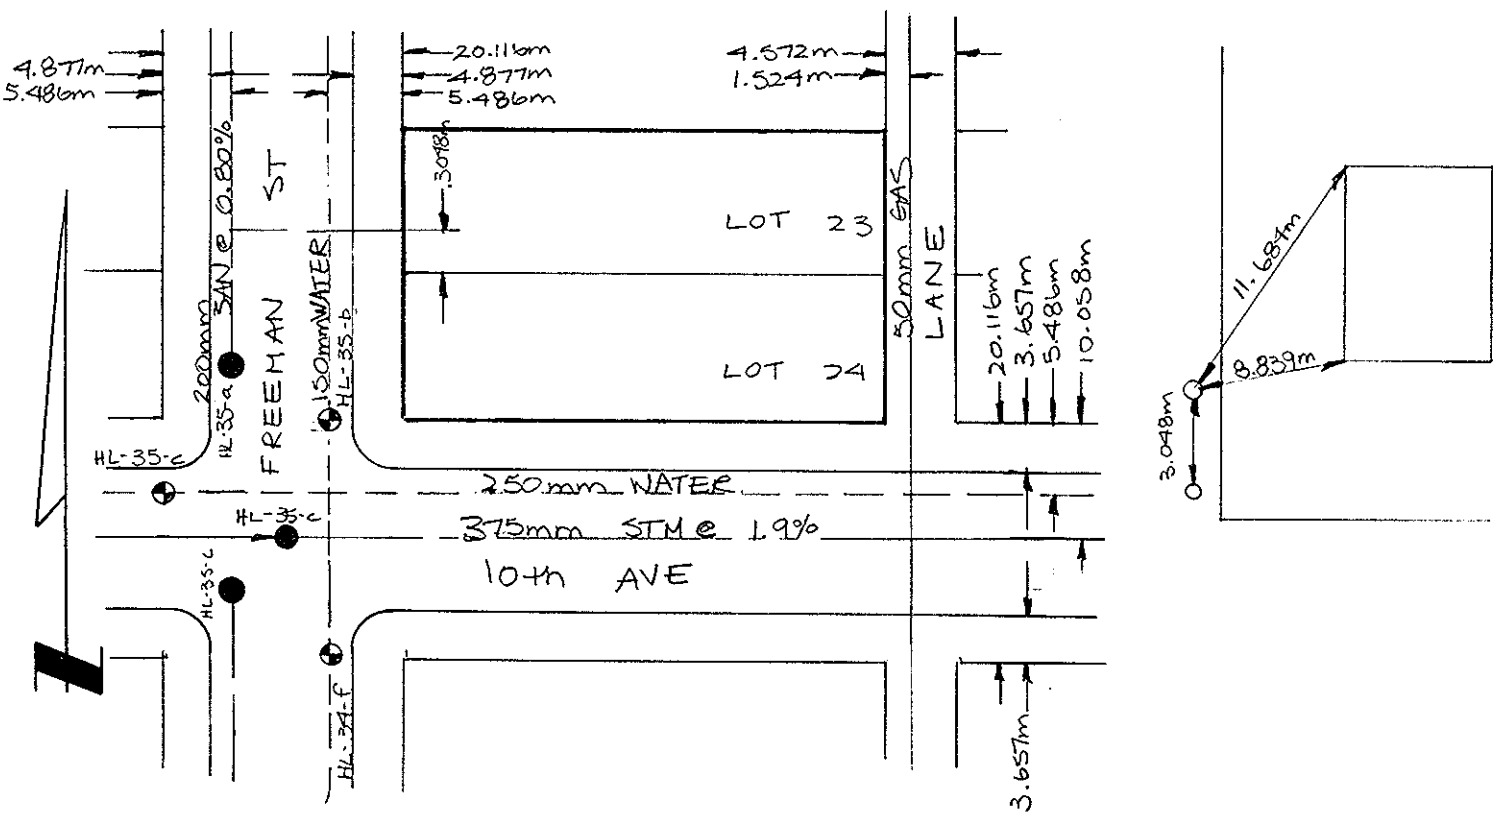 4.877m
5.486m
20.116m
4.877m
5.486m
4.572m
1.524m
200mm SAN @ 0.80%
FREEMAN ST
150mm WATER
.3048m
LOT 23
LOT 24
50mm GAS
LANE
20.116m
3.657m
5.486m
10.058m
HL-35-a
HL-35-b
HL-35-c
250mm WATER
HL-35-c
375mm STM @ 1.9%
HL-35-c
10th AVE
HL-34-f
3.657m
11.684m
8.839m
3.048m